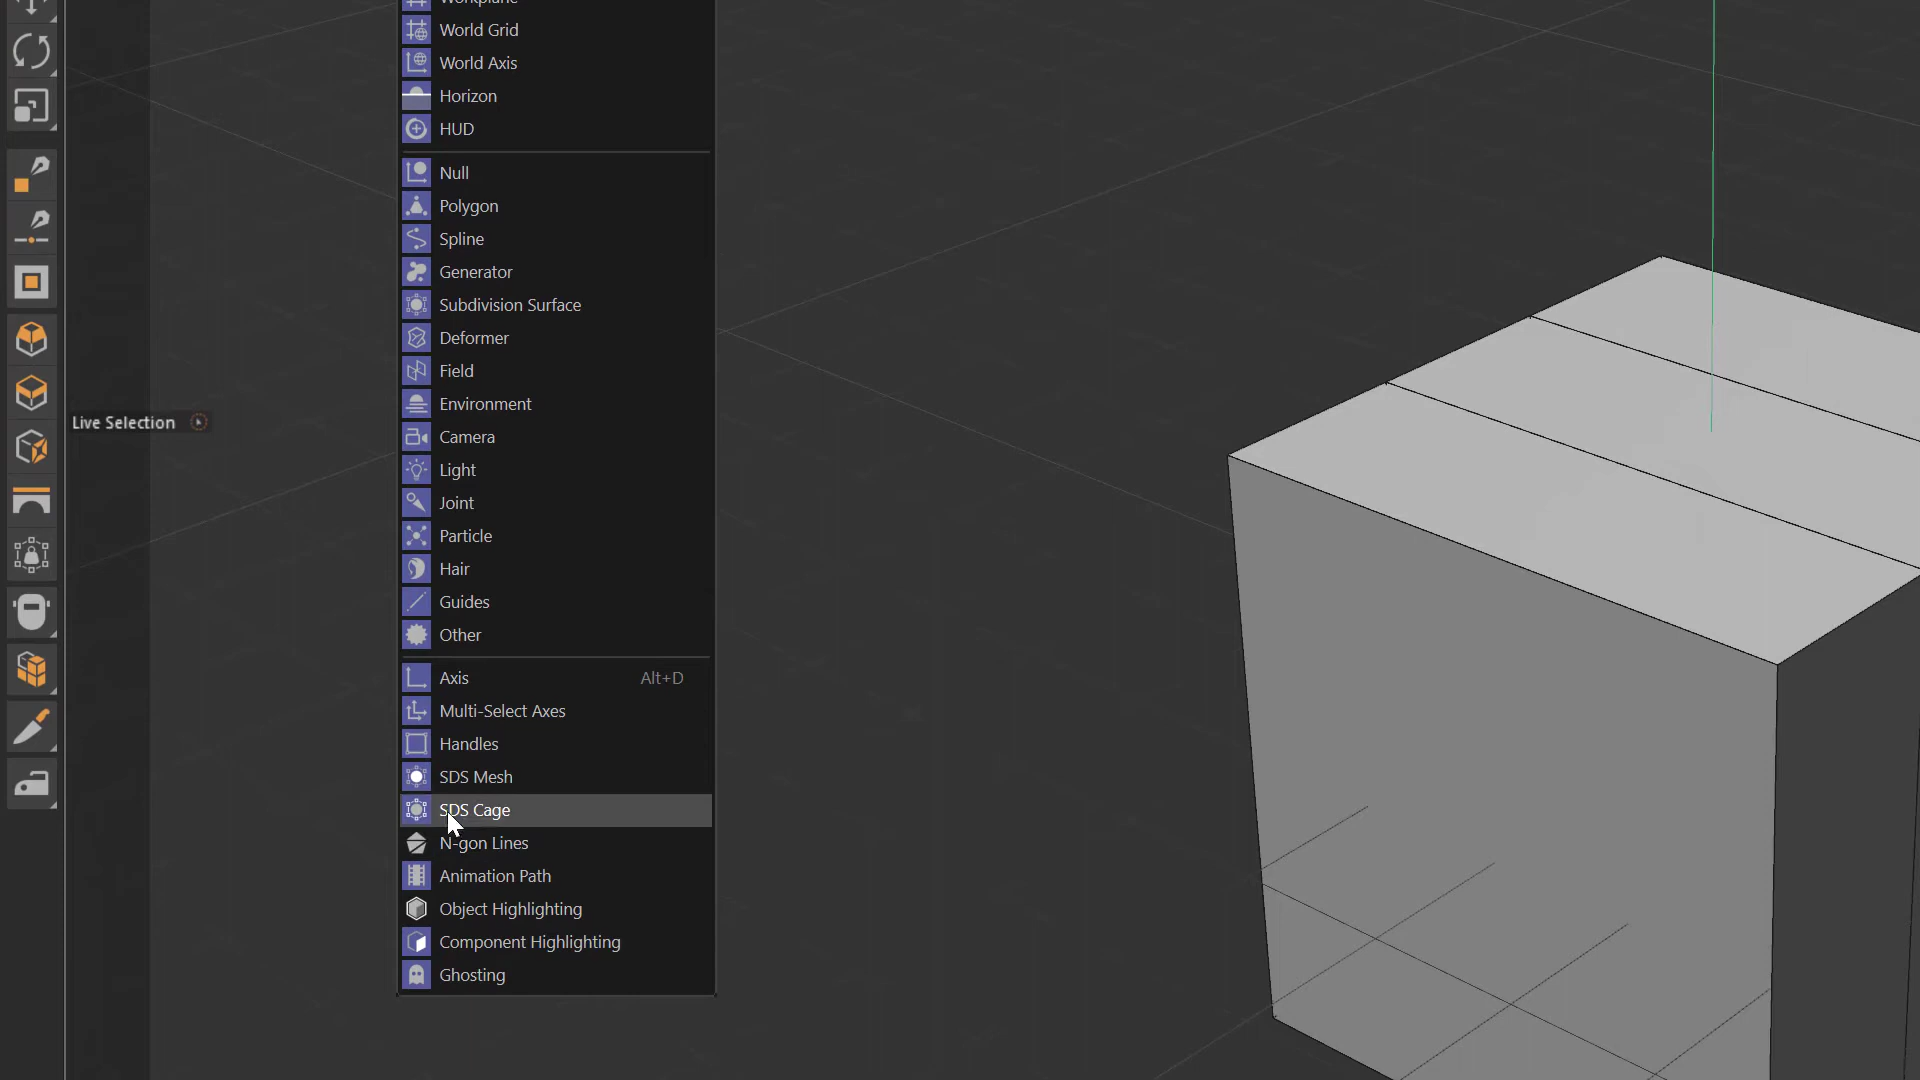 Workplane
World Grid
World Axis
Horizon
HUD
Null
Polygon
Spline
Generator
Subdivision Surface
Deformer
Field
Environment
Camera
Live Selection
Light
Joint
Particle
Hair
Guides
Other
Axis Alt+D
Multi-Select Axes
Handles
SDS Mesh
SDS Cage
N-gon Lines
Animation Path
Object Highlighting
Component Highlighting
Ghosting